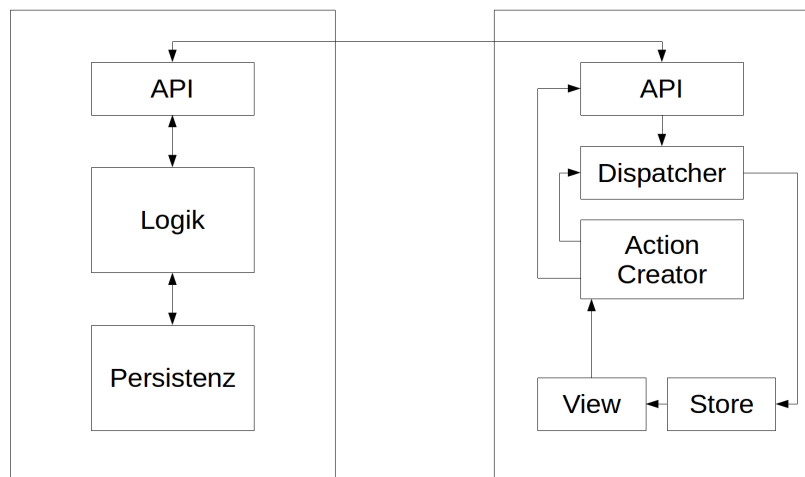 API
Logik
Persistenz
API
Dispatcher
Action
Creator
View
Store